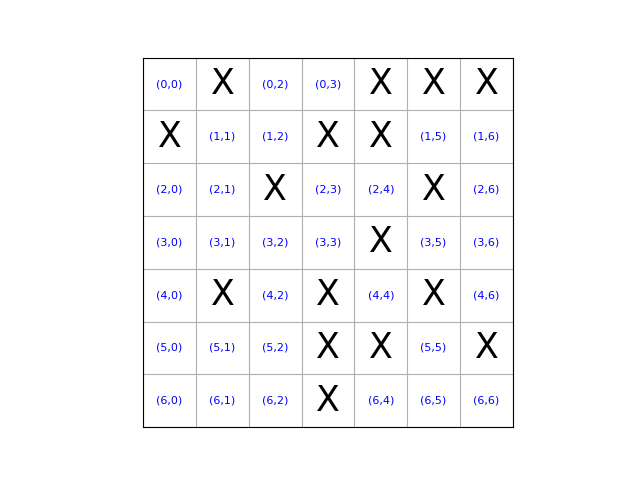 (0,0) X (0,2) (0,3) X X X
X (1,1) (1,2) X X (1,5) (1,6)
(2,0) (2,1) X (2,3) (2,4) X (2,6)
(3,0) (3,1) (3,2) (3,3) X (3,5) (3,6)
(4,0) X (4,2) X (4,4) X (4,6)
(5,0) (5,1) (5,2) X X (5,5) X
(6,0) (6,1) (6,2) X (6,4) (6,5) (6,6)